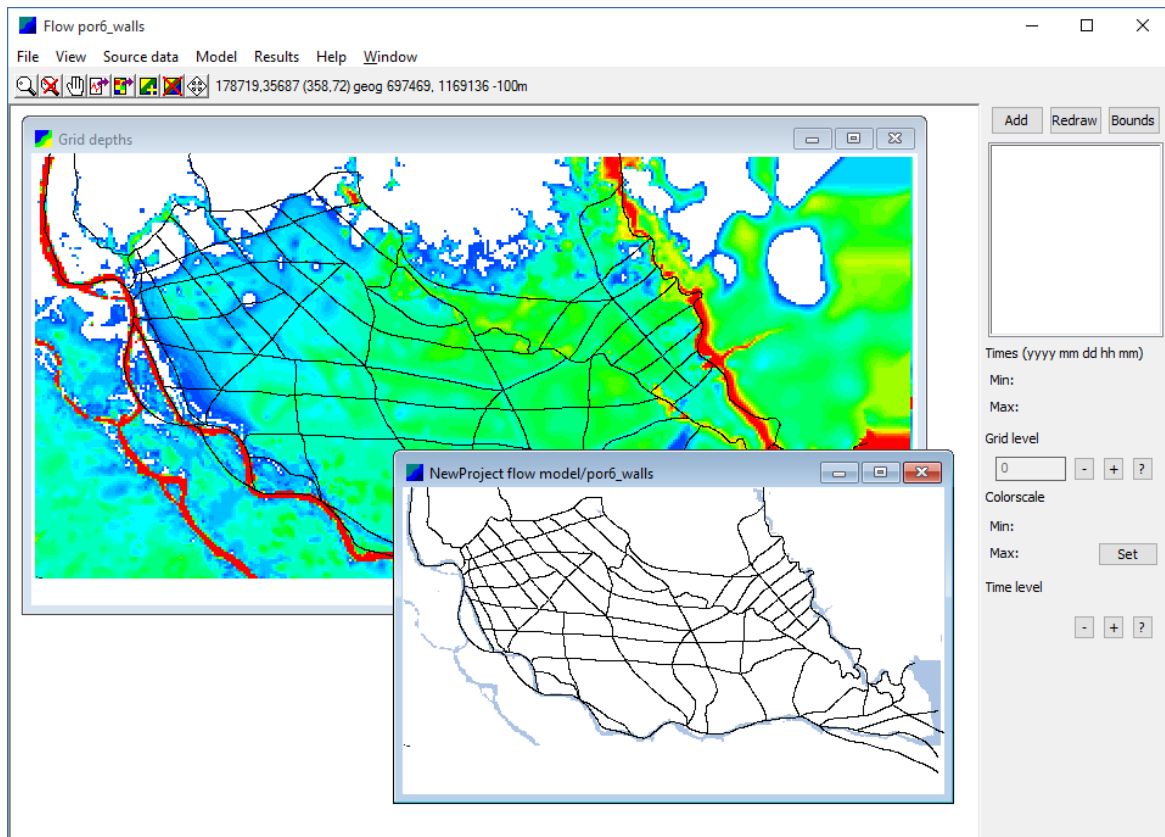 Flow por6_walls
File View Source data Model Results Help Window
178719,35687 (358,72) geog 697469, 1169136 -100m
Add Redraw Bounds
Grid depths
Times (yyyy mm dd hh mm)
Min:
Max:
Grid level
0 - + ?
Colorscale
Min:
Max: Set
Time level
- + ?
NewProject flow model/por6_walls